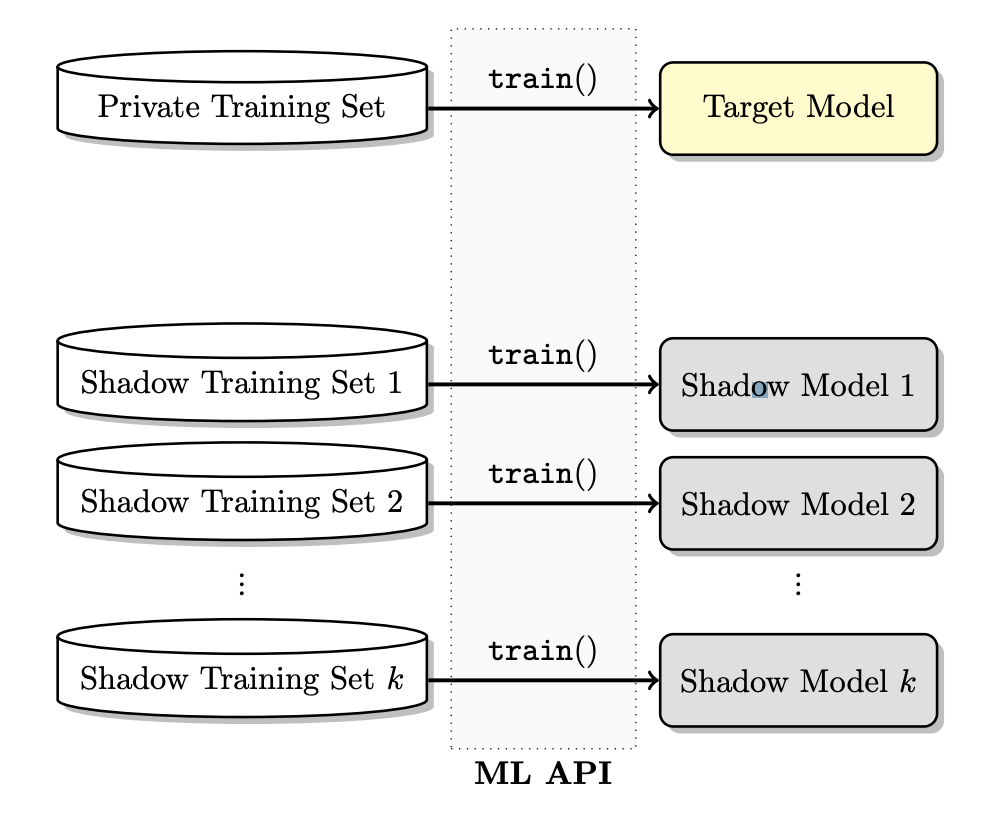 train()
Private Training Set
Target Model
train()
Shadow Training Set 1
Shadow Model 1
train()
Shadow Training Set 2
Shadow Model 2
⋮
⋮
train()
Shadow Training Set k
Shadow Model k
ML API